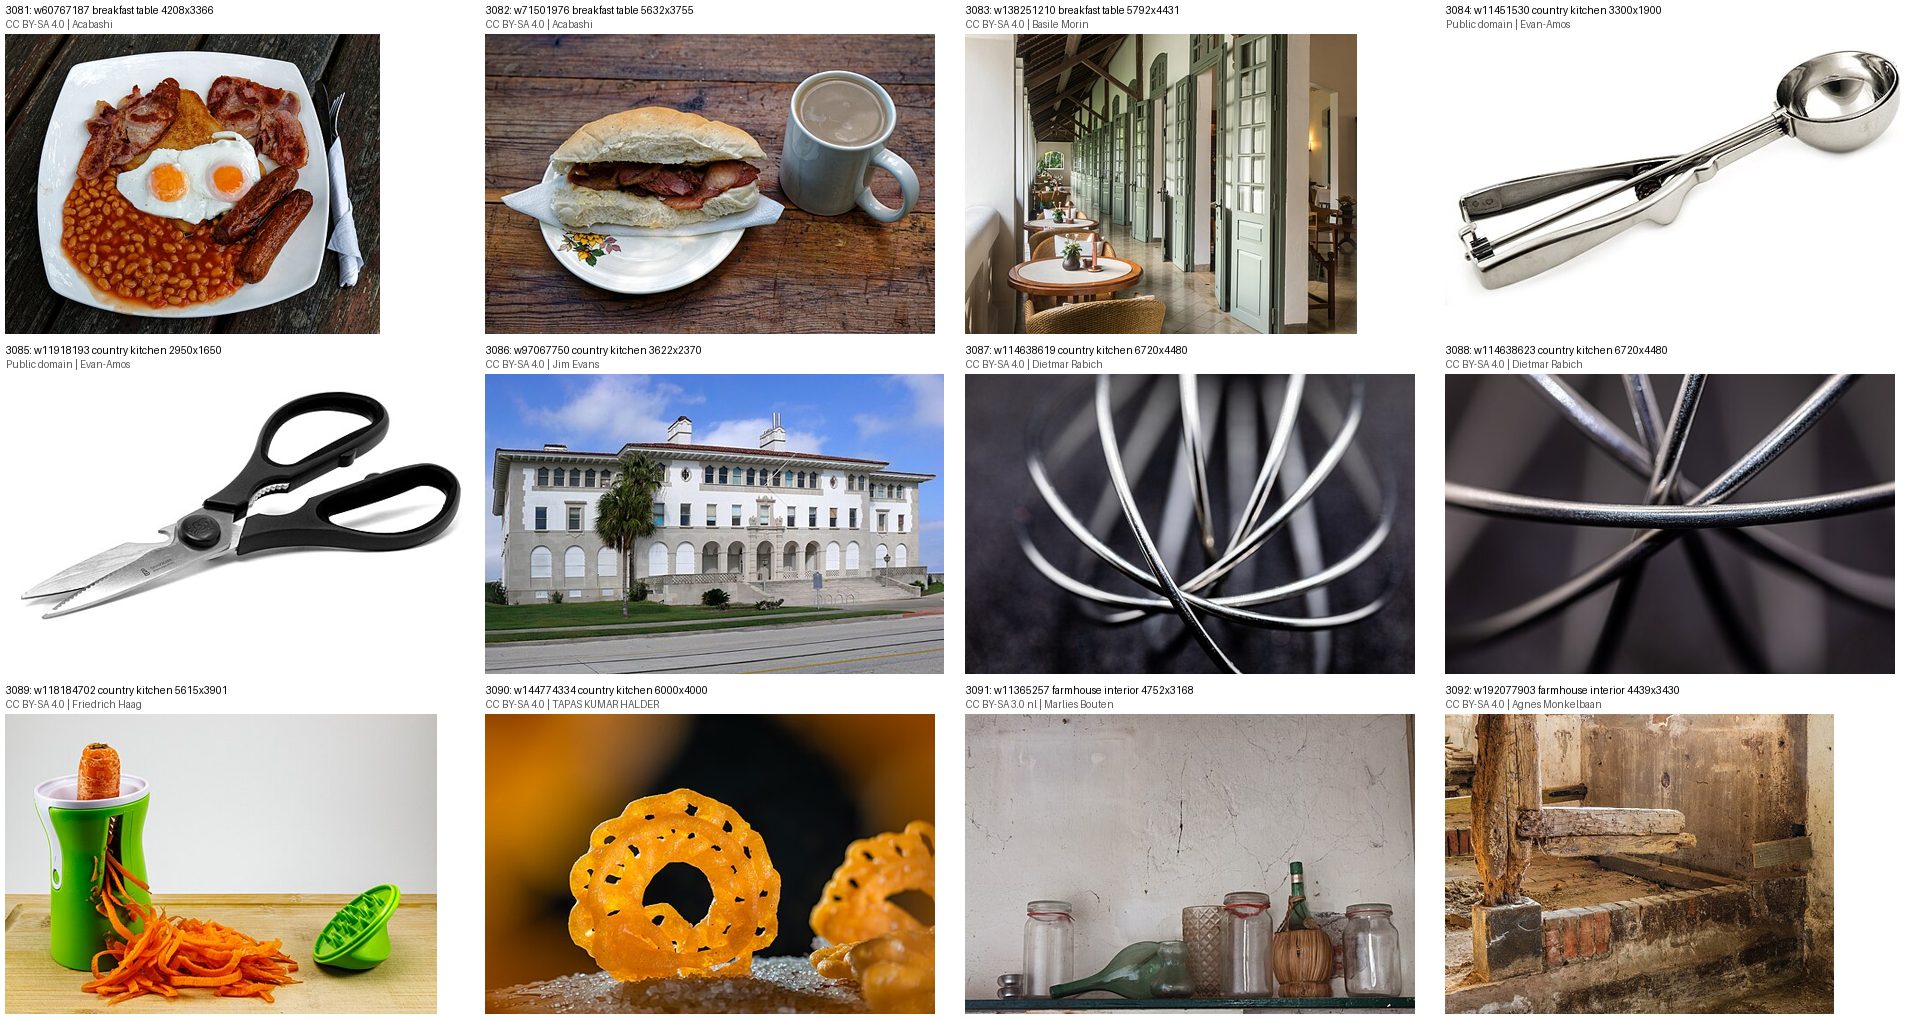 3081: w60767187 breakfast table 4208x3366
CC BY-SA 4.0 | Acabashi
3082: w71501976 breakfast table 5632x3755
CC BY-SA 4.0 | Acabashi
3083: w138251210 breakfast table 5792x4431
CC BY-SA 4.0 | Basile Morin
3084: w11451530 country kitchen 3300x1900
Public domain | Evan-Amos
3085: w11918193 country kitchen 2950x1650
Public domain | Evan-Amos
3086: w97067750 country kitchen 3622x2370
CC BY-SA 4.0 | Jim Evans
3087: w114638619 country kitchen 6720x4480
CC BY-SA 4.0 | Dietmar Rabich
3088: w114638623 country kitchen 6720x4480
CC BY-SA 4.0 | Dietmar Rabich
3089: w118184702 country kitchen 5615x3901
CC BY-SA 4.0 | Friedrich Haag
3090: w144774334 country kitchen 6000x4000
CC BY-SA 4.0 | TAPAS KUMAR HALDER
3091: w11365257 farmhouse interior 4752x3168
CC BY-SA 3.0 nl | Marlies Bouten
3092: w192077903 farmhouse interior 4439x3430
CC BY-SA 4.0 | Agnes Monkelbaan